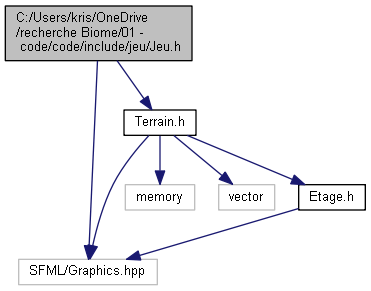 C:/Users/kris/OneDrive
/recherche Biome/01 -
code/code/include/jeu/Jeu.h
Terrain.h
memory
vector
Etage.h
SFML/Graphics.hpp